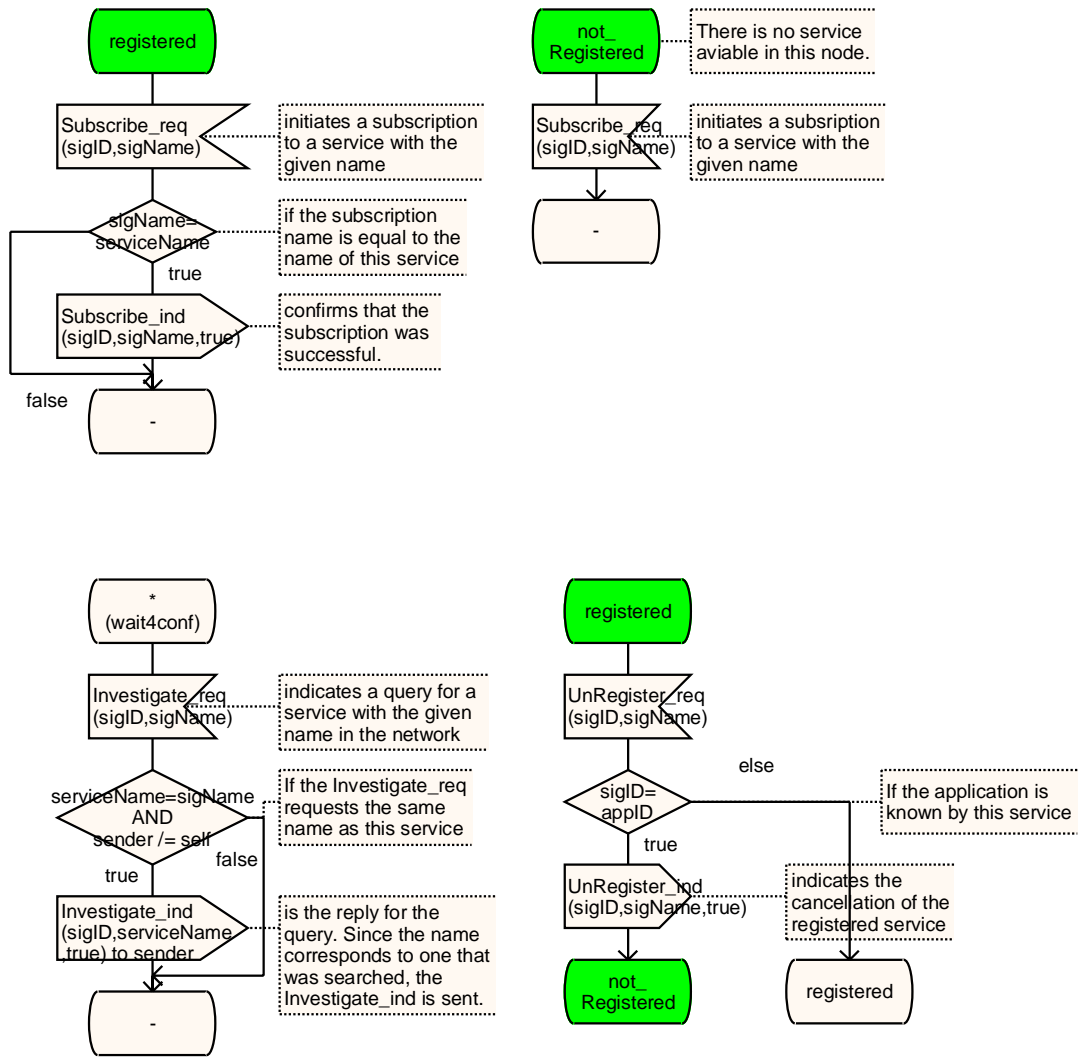 registered
Subscribe_req
(sigID,sigName)
initiates a subscription
to a service with the
given name
sigName=
serviceName
if the subscription
name is equal to the
name of this service
true
Subscribe_ind
(sigID,sigName,true)
confirms that the
subscription was
successful.
false
-
not_
Registered
There is no service
aviable in this node.
Subscribe_req
(sigID,sigName)
initiates a subsription
to a service with the
given name
-
*
(wait4conf)
Investigate_req
(sigID,sigName)
indicates a query for a
service with the given
name in the network
serviceName=sigName
AND
sender /= self
If the Investigate_req
requests the same
name as this service
false
true
Investigate_ind
(sigID,serviceName
,true) to sender
is the reply for the
query. Since the name
corresponds to one that
was searched, the
Investigate_ind is sent.
-
registered
UnRegister_req
(sigID,sigName)
else
sigID=
appID
If the application is
known by this service
true
UnRegister_ind
(sigID,sigName,true)
indicates the
cancellation of the
registered service
not_
Registered
registered